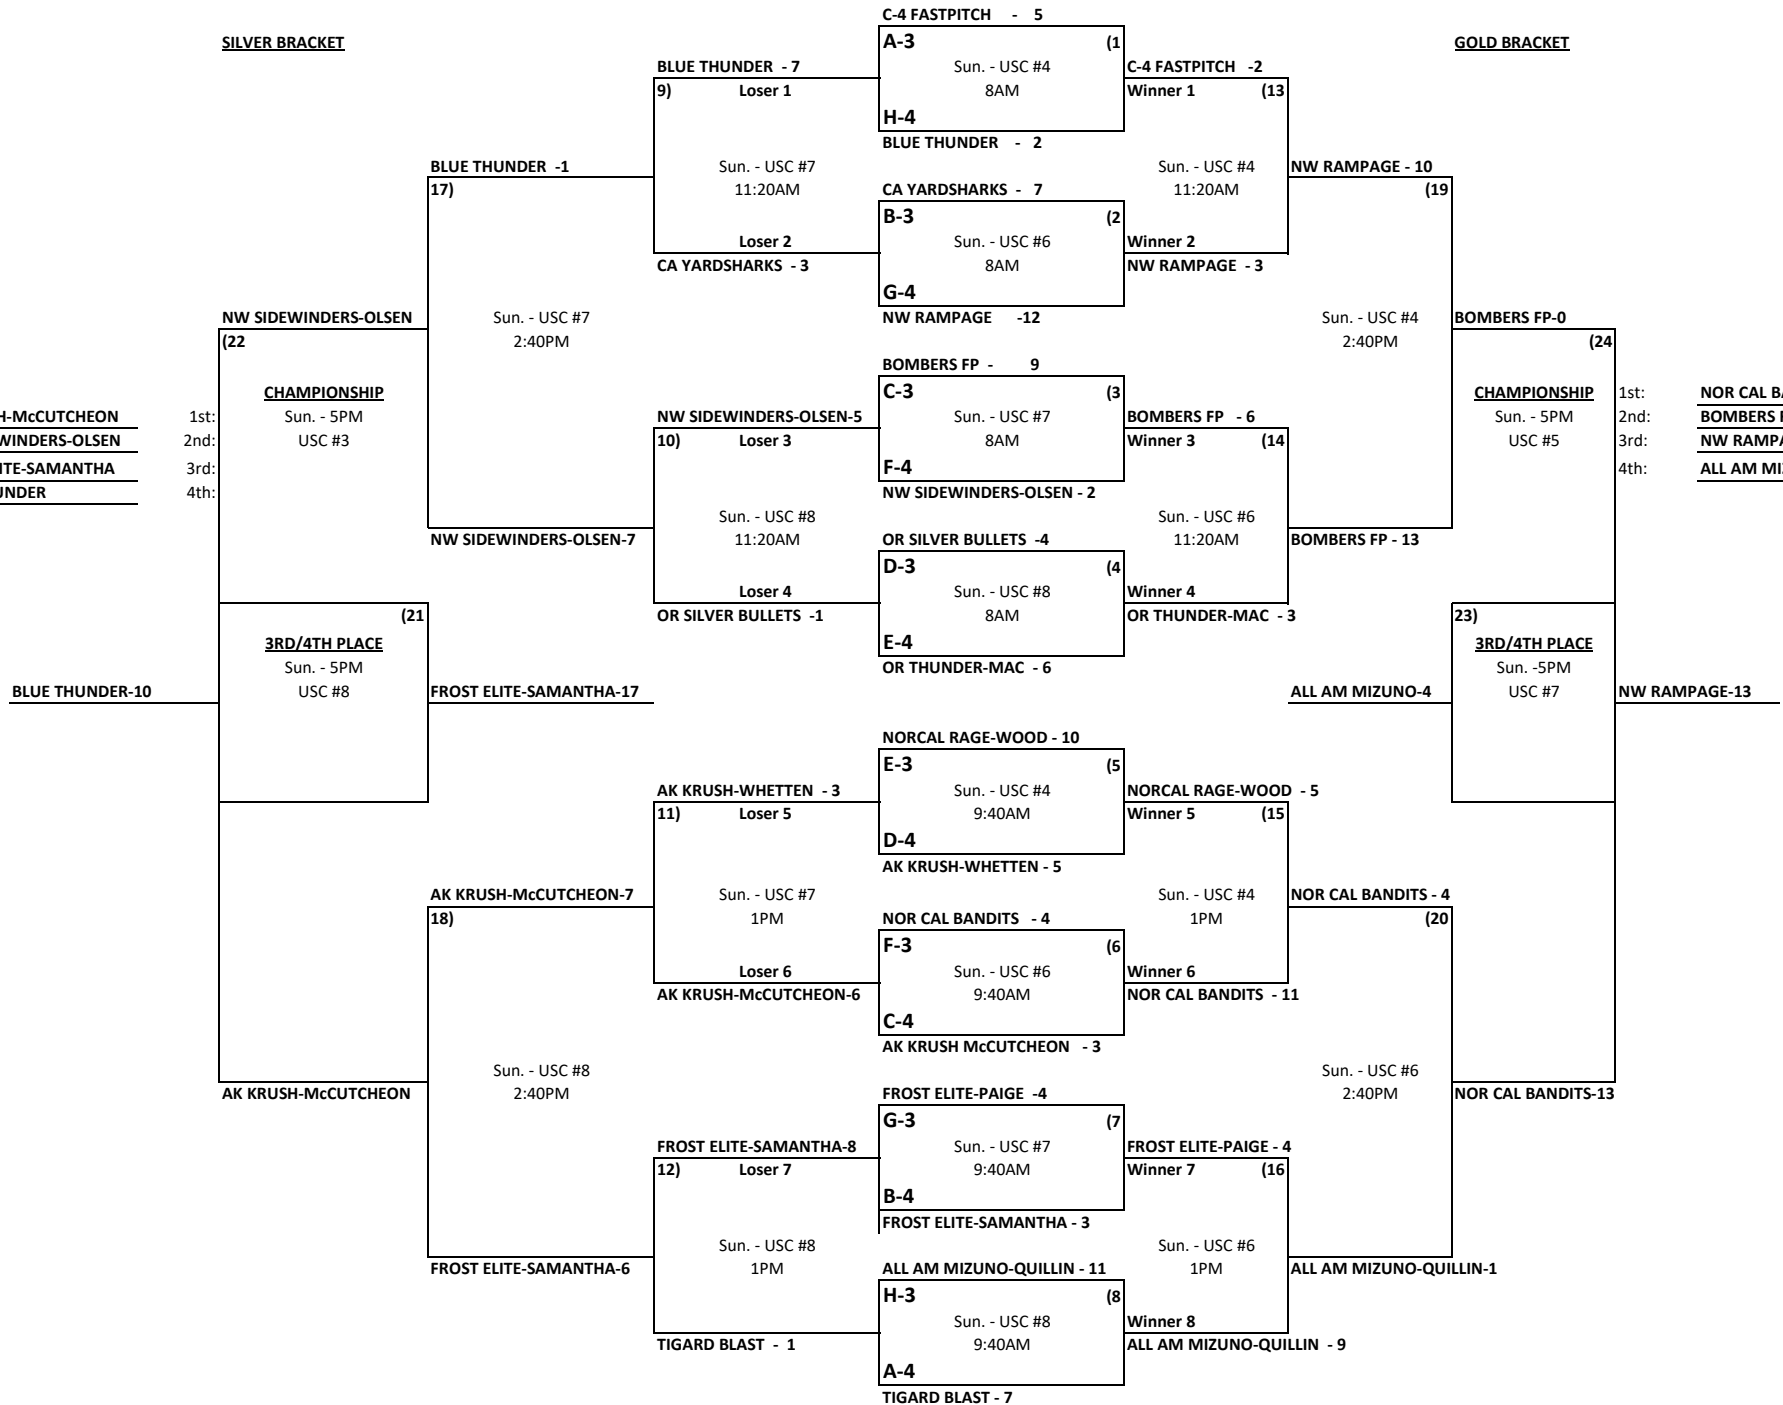 C-4 FASTPITCH - 5
SILVER BRACKET
A-3 (1
GOLD BRACKET
BLUE THUNDER - 7
Sun. - USC #4
C-4 FASTPITCH -2
9) Loser 1
8AM
Winner 1 (13
H-4
BLUE THUNDER - 2
BLUE THUNDER -1
Sun. - USC #7
Sun. - USC #4
NW RAMPAGE - 10
17)
11:20AM
CA YARDSHARKS - 7
11:20AM
(19
B-3 (2
Loser 2
Sun. - USC #6
Winner 2
CA YARDSHARKS - 3
8AM
NW RAMPAGE - 3
G-4
NW SIDEWINDERS-OLSEN
Sun. - USC #7
NW RAMPAGE -12
Sun. - USC #4
BOMBERS FP-0
(22
2:40PM
2:40PM
(24
BOMBERS FP - 9
CHAMPIONSHIP
C-3 (3
CHAMPIONSHIP
1st:
NOR CAL BA
H-McCUTCHEON
1st:
Sun. - 5PM
NW SIDEWINDERS-OLSEN-5
Sun. - USC #7
BOMBERS FP - 6
Sun. - 5PM
2nd:
BOMBERS F
WINDERS-OLSEN
2nd:
USC #3
10) Loser 3
8AM
Winner 3 (14
USC #5
3rd:
NW RAMPA
ITE-SAMANTHA
3rd:
F-4
4th:
ALL AM MI
UNDER
4th:
NW SIDEWINDERS-OLSEN - 2
Sun. - USC #8
Sun. - USC #6
NW SIDEWINDERS-OLSEN-7
11:20AM
OR SILVER BULLETS -4
11:20AM
BOMBERS FP - 13
D-3 (4
Loser 4
Sun. - USC #8
Winner 4
OR SILVER BULLETS -1
8AM
OR THUNDER-MAC - 3
(21
23)
3RD/4TH PLACE
E-4
3RD/4TH PLACE
Sun. - 5PM
OR THUNDER-MAC - 6
Sun. -5PM
BLUE THUNDER-10
USC #8
FROST ELITE-SAMANTHA-17
ALL AM MIZUNO-4
USC #7
NW RAMPAGE-13
NORCAL RAGE-WOOD - 10
E-3 (5
AK KRUSH-WHETTEN - 3
Sun. - USC #4
NORCAL RAGE-WOOD - 5
11) Loser 5
9:40AM
Winner 5 (15
D-4
AK KRUSH-WHETTEN - 5
AK KRUSH-McCUTCHEON-7
Sun. - USC #7
Sun. - USC #4
NOR CAL BANDITS - 4
18)
1PM
NOR CAL BANDITS - 4
1PM
(20
F-3 (6
Loser 6
Sun. - USC #6
Winner 6
AK KRUSH-McCUTCHEON-6
9:40AM
NOR CAL BANDITS - 11
C-4
AK KRUSH McCUTCHEON - 3
Sun. - USC #8
Sun. - USC #6
AK KRUSH-McCUTCHEON
2:40PM
FROST ELITE-PAIGE -4
2:40PM
NOR CAL BANDITS-13
G-3 (7
FROST ELITE-SAMANTHA-8
Sun. - USC #7
FROST ELITE-PAIGE - 4
12) Loser 7
9:40AM
Winner 7 (16
B-4
FROST ELITE-SAMANTHA - 3
Sun. - USC #8
Sun. - USC #6
FROST ELITE-SAMANTHA-6
1PM
ALL AM MIZUNO-QUILLIN - 11
1PM
ALL AM MIZUNO-QUILLIN-1
H-3 (8
Sun. - USC #8
Winner 8
TIGARD BLAST - 1
9:40AM
ALL AM MIZUNO-QUILLIN - 9
A-4
TIGARD BLAST - 7